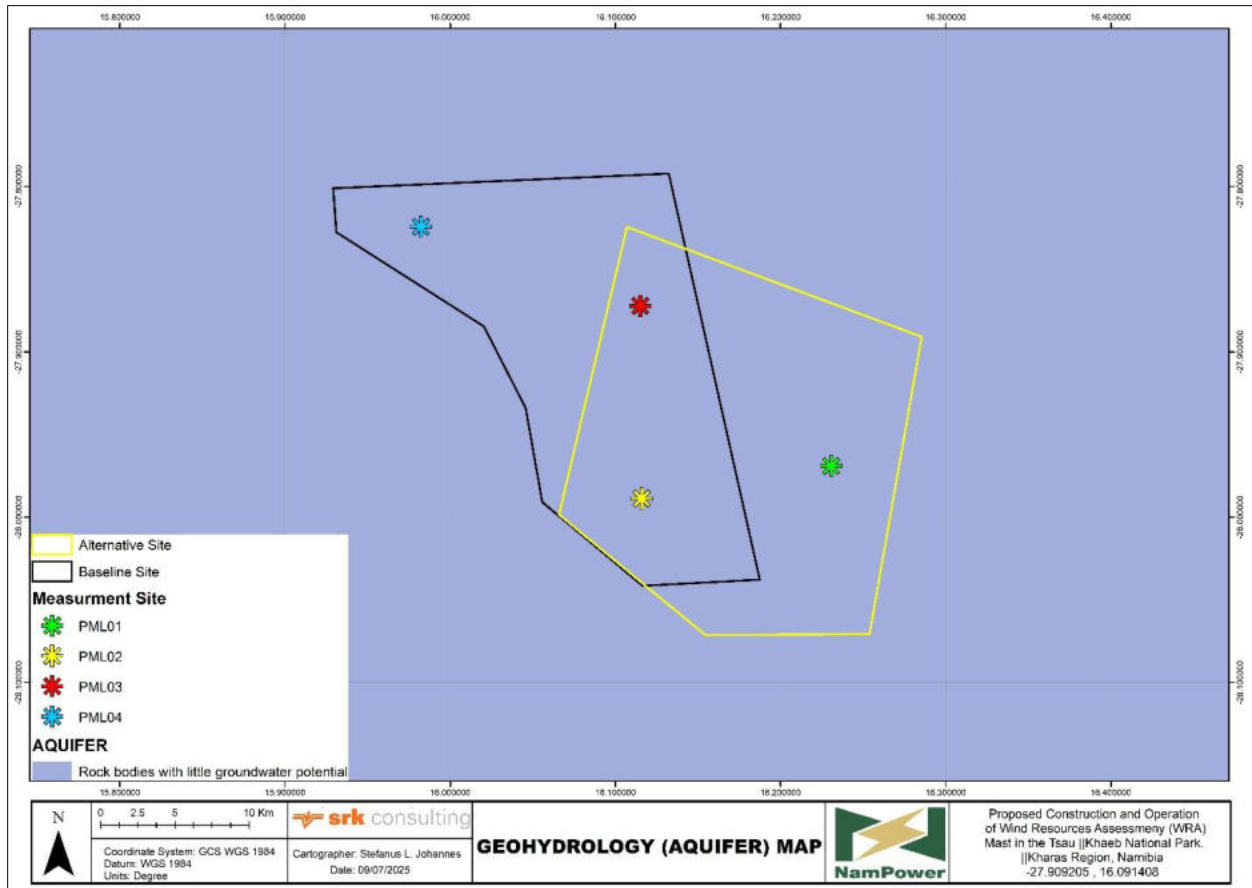 15.800000 15.900000 16.000000 16.100000 16.200000 16.300000 16.400000
-27.800000 -27.800000
-27.900000 -27.900000
-28.000000 -28.000000
-28.100000 -28.100000
Alternative Site
Baseline Site
Measurment Site
PML01
PML02
PML03
PML04
AQUIFER
Rock bodies with little groundwater potential
15.800000 15.900000 16.000000 16.100000 16.200000 16.300000 16.400000
N
0 2.5 5 10 Km
Coordinate System: GCS WGS 1984
Datum: WGS 1984
Units: Degree
srk consulting
Cartographer: Stefanus L. Johannes
Date: 09/07/2025
GEOHYDROLOGY (AQUIFER) MAP
NamPower
Proposed Construction and Operation
of Wind Resources Assessmeny (WRA)
Mast in the Tsau ||Khaeb National Park.
||Kharas Region, Namibia
-27.909205 , 16.091408